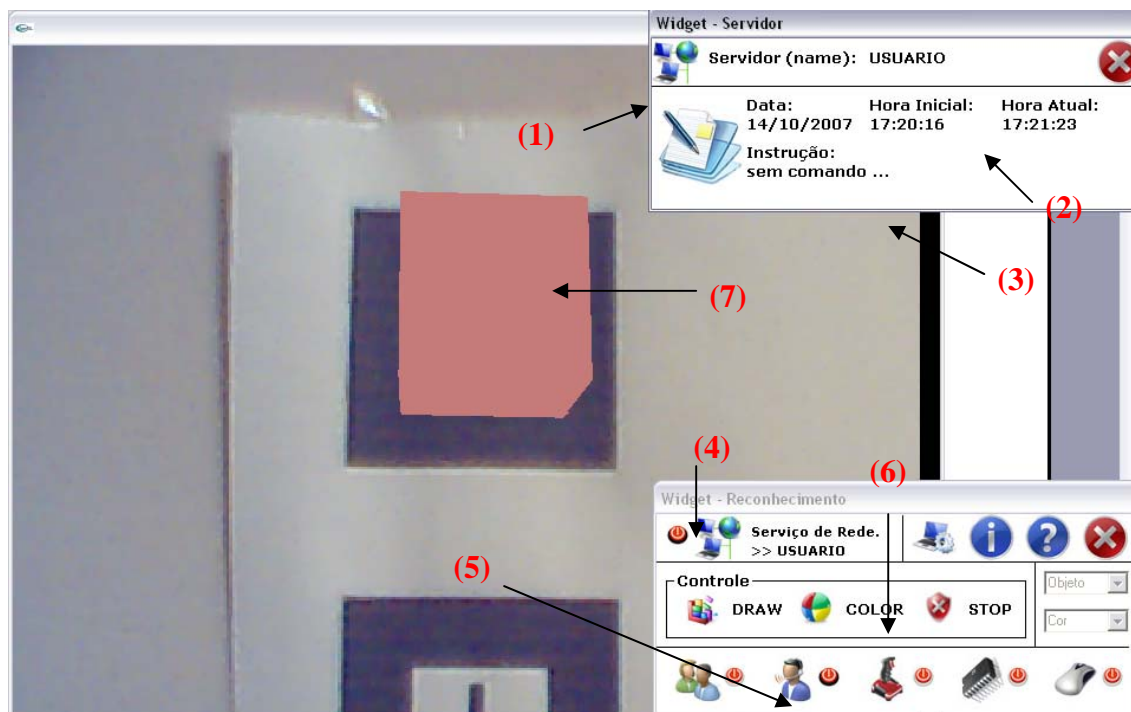 Widget - Servidor
Servidor (name): USUARIO
Data: Hora Inicial: Hora Atual:
14/10/2007 17:20:16 17:21:23
Instrução:
sem comando ...
(1)
(2)
(3)
(7)
(4)
(6)
Widget - Reconhecimento
Serviço de Rede.
>> USUARIO
(5)
Controle
DRAW COLOR STOP
Objeto
Cor